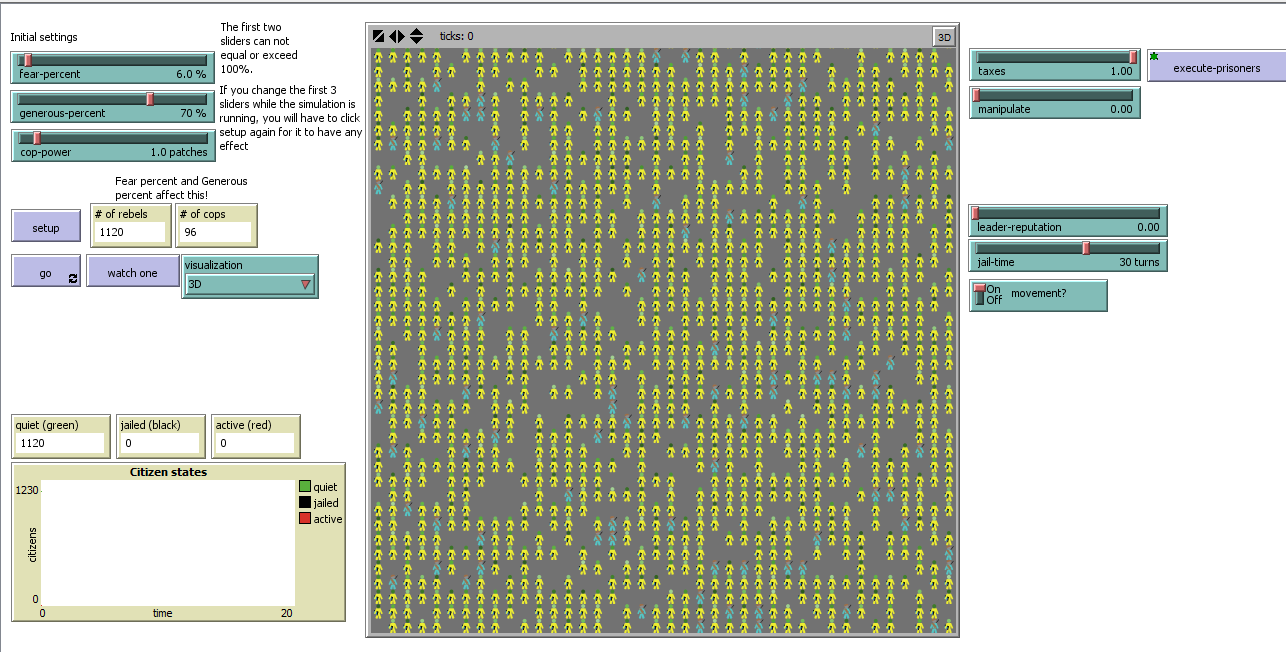 Initial settings
The first two
sliders can not
equal or exceed
100%.
fear-percent 6.0 %
If you change the first 3
sliders while the simulation is
running, you will have to click
setup again for it to have any
effect
generous-percent 70 %
cop-power 1.0 patches
Fear percent and Generous
percent affect this!
setup
# of rebels
1120
# of cops
96
go
watch one
visualization
3D
quiet (green)
1120
jailed (black)
0
active (red)
0
Citizen states
1230
citizens
0
0 time 20
quiet
jailed
active
ticks: 0
3D
taxes 1.00
execute-prisoners
manipulate 0.00
leader-reputation 0.00
jail-time 30 turns
On
Off
movement?